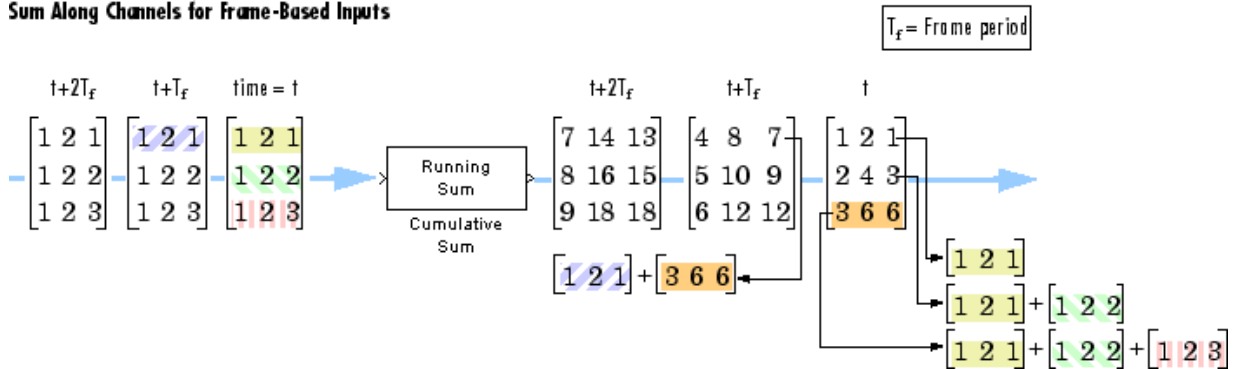 Sum Along Channels for Frame-Based Inputs
T_f = Frame period
t+2T_f t+T_f time = t t+2T_f t+T_f t
1 2 1 1 2 1 1 2 1 7 14 13 4 8 7 1 2 1
1 2 2 1 2 2 1 2 2 Running 8 16 15 5 10 9 2 4 3
Sum
1 2 3 1 2 3 1 2 3 9 18 18 6 12 12 3 6 6
Cumulative
Sum
[1 2 1] + [3 6 6] [1 2 1]
[1 2 1] + [1 2 2]
[1 2 1] + [1 2 2] + [1 2 3]